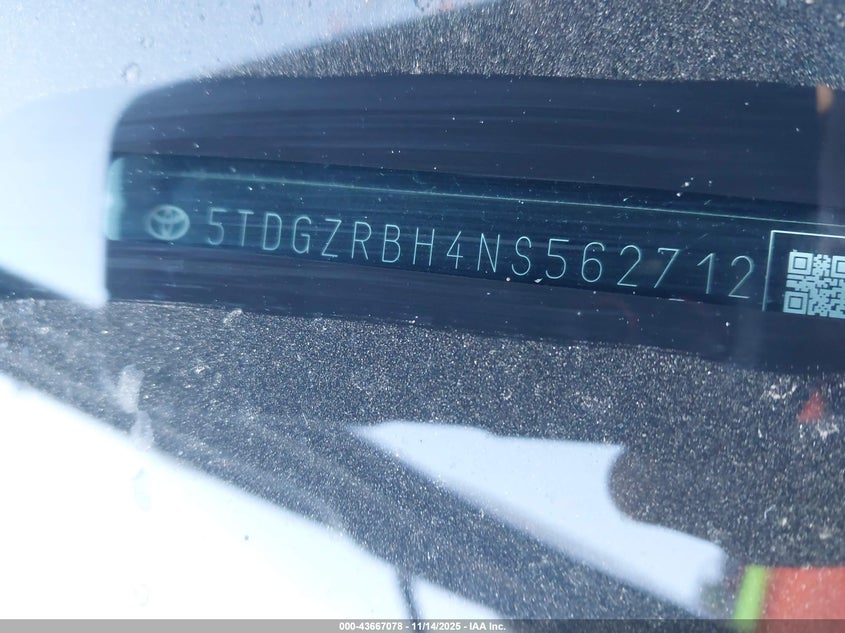 5TDGZRBH4NS562712
000-43667078 - 11/14/2025 - IAA Inc.